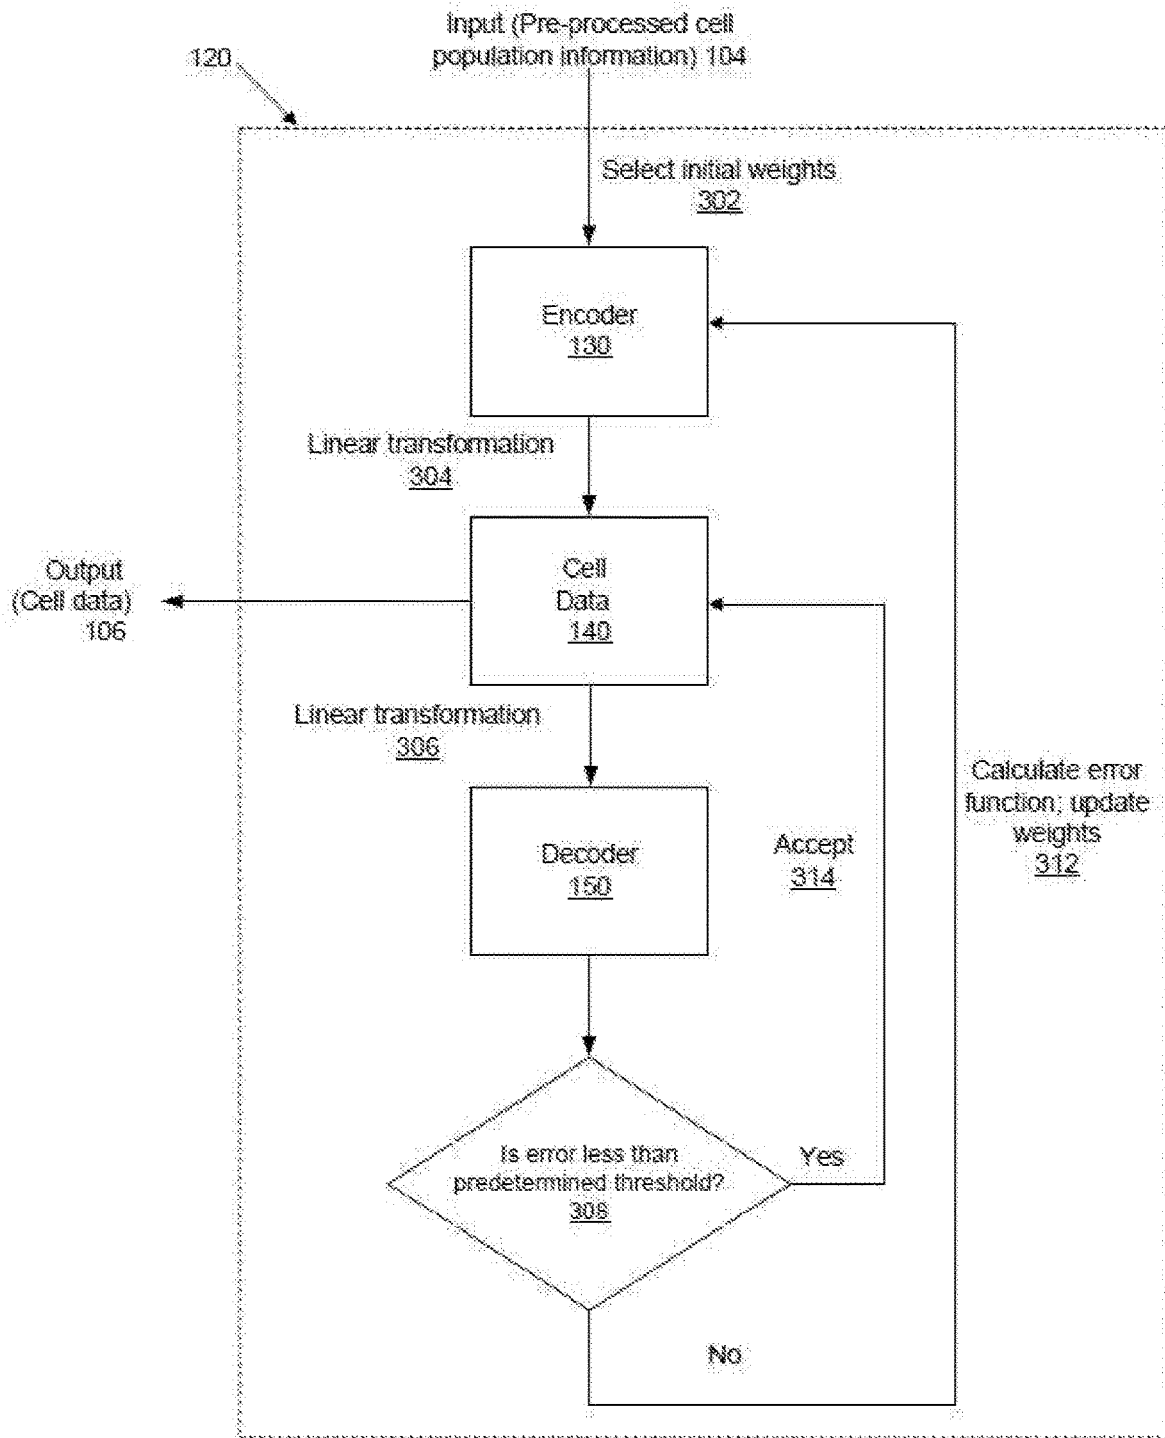 Input (Pre-processed cell
population information) 104
120
Select initial weights
302
Encoder
130
Linear transformation
304
Cell
Data
140
Output
(Cell data)
106
Linear transformation
306
Calculate error
function; update
weights
312
Accept
314
Decoder
150
Is error less than
predetermined threshold?
308
Yes
No